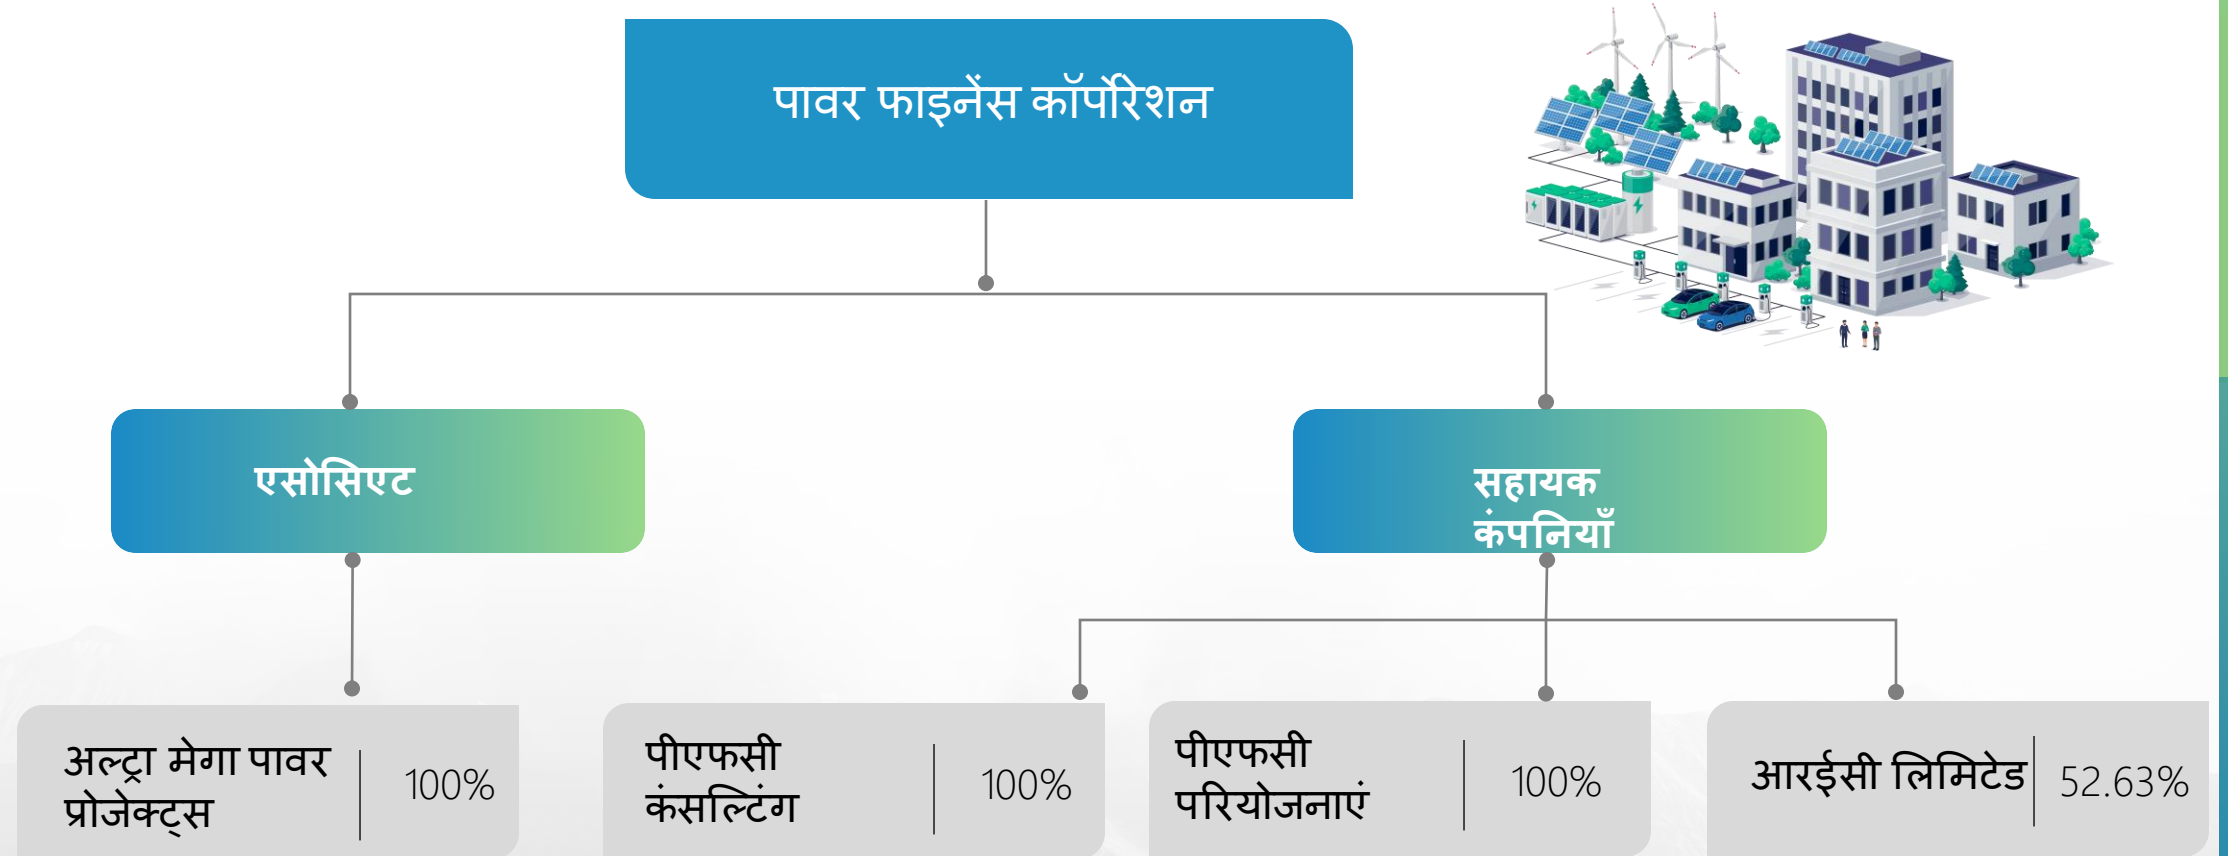 पावर फाइनेंस कॉर्पोरेशन
एसोसिएट
सहायक
कंपनियाँ
अल्ट्रा मेगा पावर
प्रोजेक्ट्स
100%
पीएफसी
कंसल्टिंग
100%
पीएफसी
परियोजनाएं
100%
आरईसी लिमिटेड
52.63%